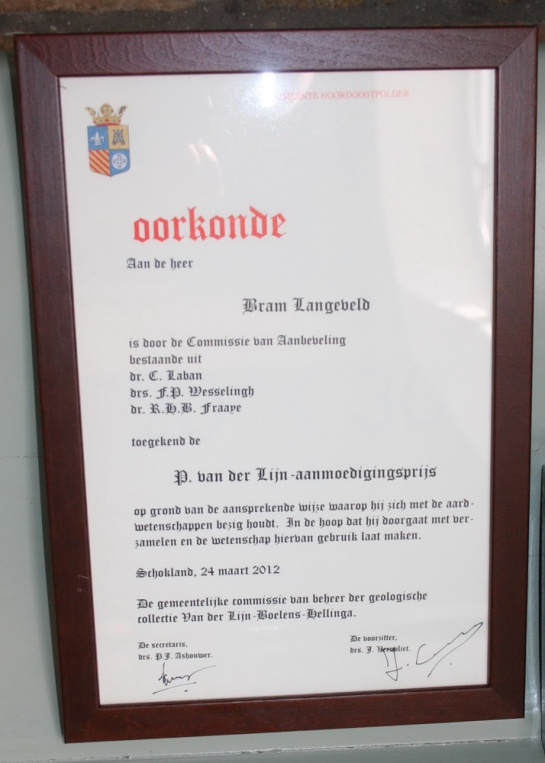 GEMEENTE NOORDOOSTPOLDER
oorkonde
Aan de heer
Bram Langeveld
is door de Commissie van Aanbeveling
bestaande uit
dr. C. Laban
drs. F.P. Wesselingh
dr. R.H.B. Fraaye
toegekend de
P. van der Lijn-aanmoedigingsprijs
op grond van de aansprekende wijze waarop hij zich met de aard-
wetenschappen bezig houdt. In de hoop dat hij doorgaat met ver-
zamelen en de wetenschap hiervan gebruik laat maken.
Schokland, 24 maart 2012
De gemeentelijke commissie van beheer der geologische
collectie Van der Lijn-Boelens-Hellinga.
De secretaris,
drs. P.J. Ashouwer.
De voorzitter,
drs. J.